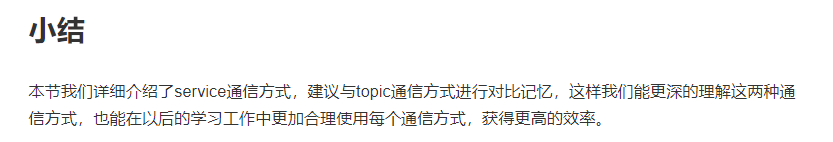 小结
本节我们详细介绍了service通信方式，建议与topic通信方式进行对比记忆，这样我们能更深的理解这两种通
信方式，也能在以后的学习工作中更加合理使用每个通信方式，获得更高的效率。